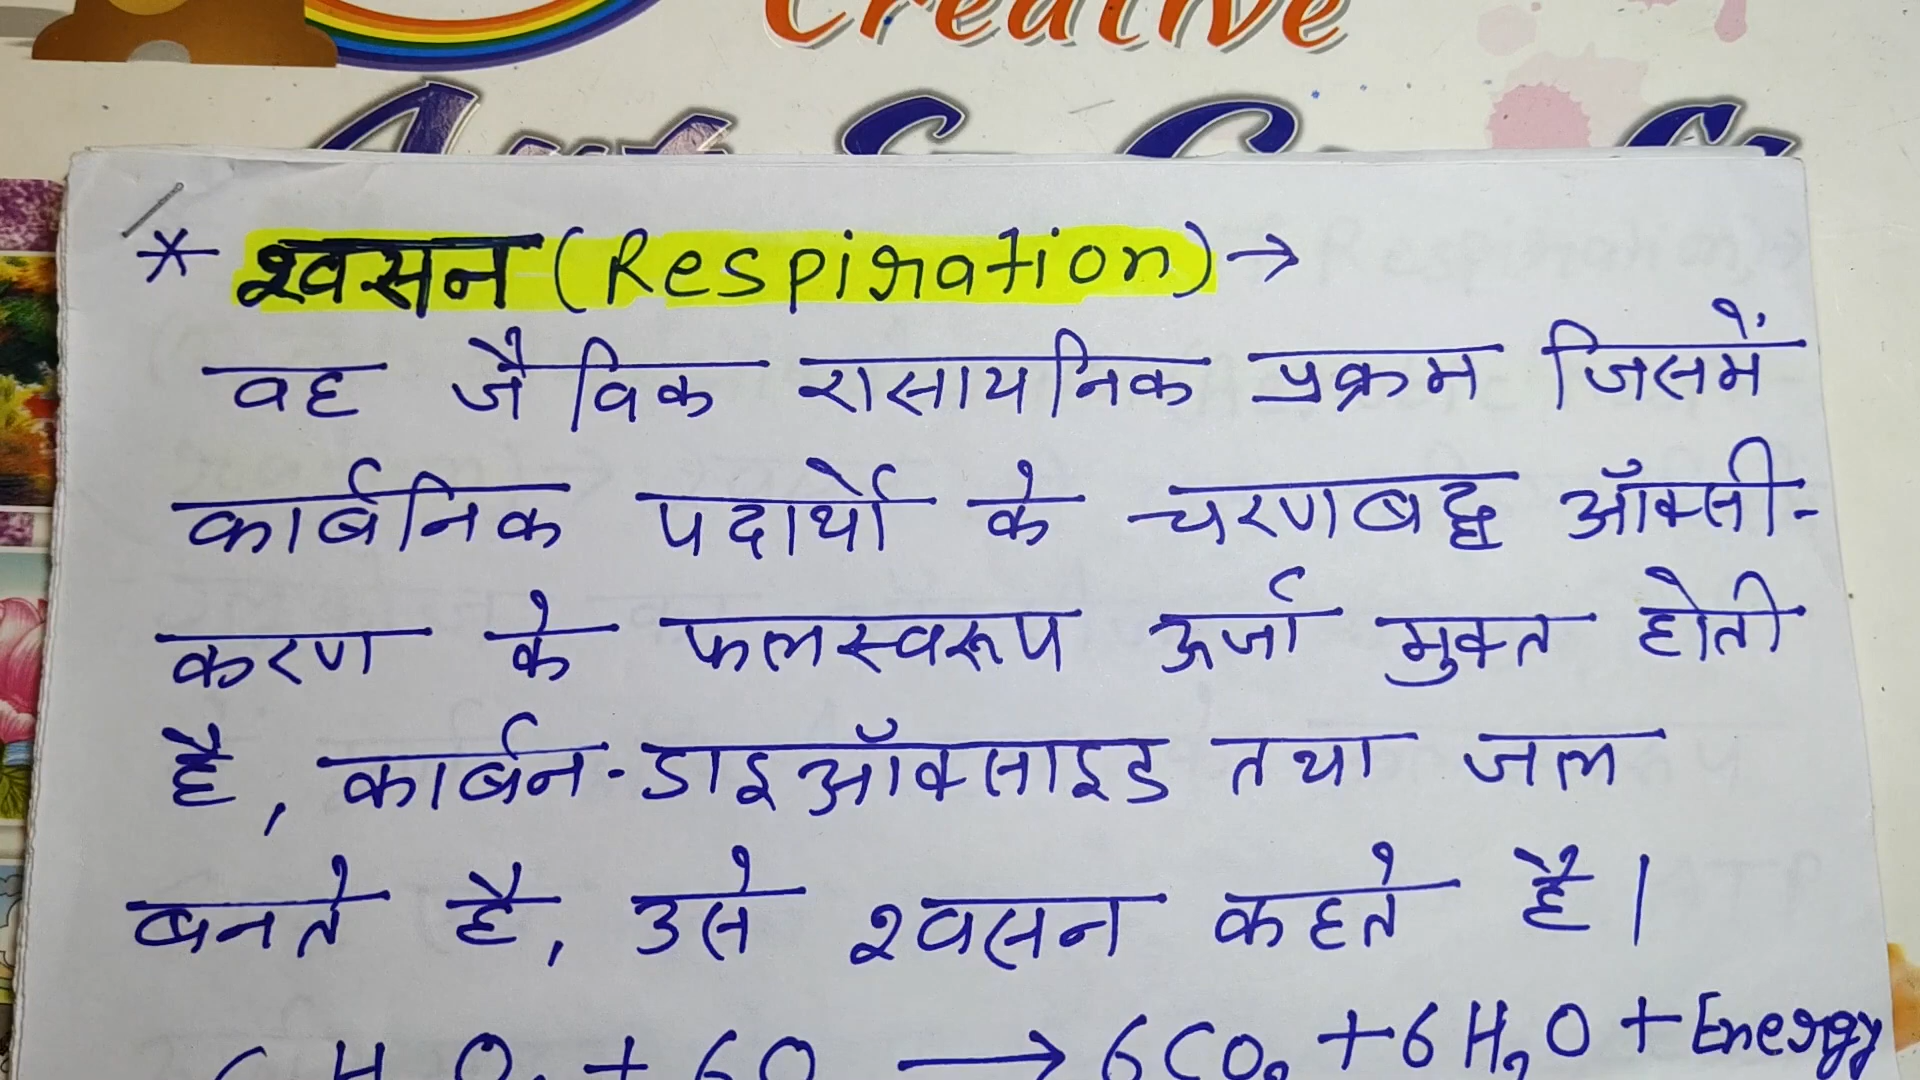 Creative
* श्वसन (Respiration) →
वह जैविक रासायनिक प्रक्रम जिसमें
कार्बनिक पदार्थो के चरणबद्ध ऑक्सी-
करण के फलस्वरूप ऊर्जा मुक्त होती
है, कार्बन-डाइऑक्साइड तथा जल
बनते है, उसे श्वसन कहते है।
+ 6O → 6CO₂ + 6H₂O + Energy